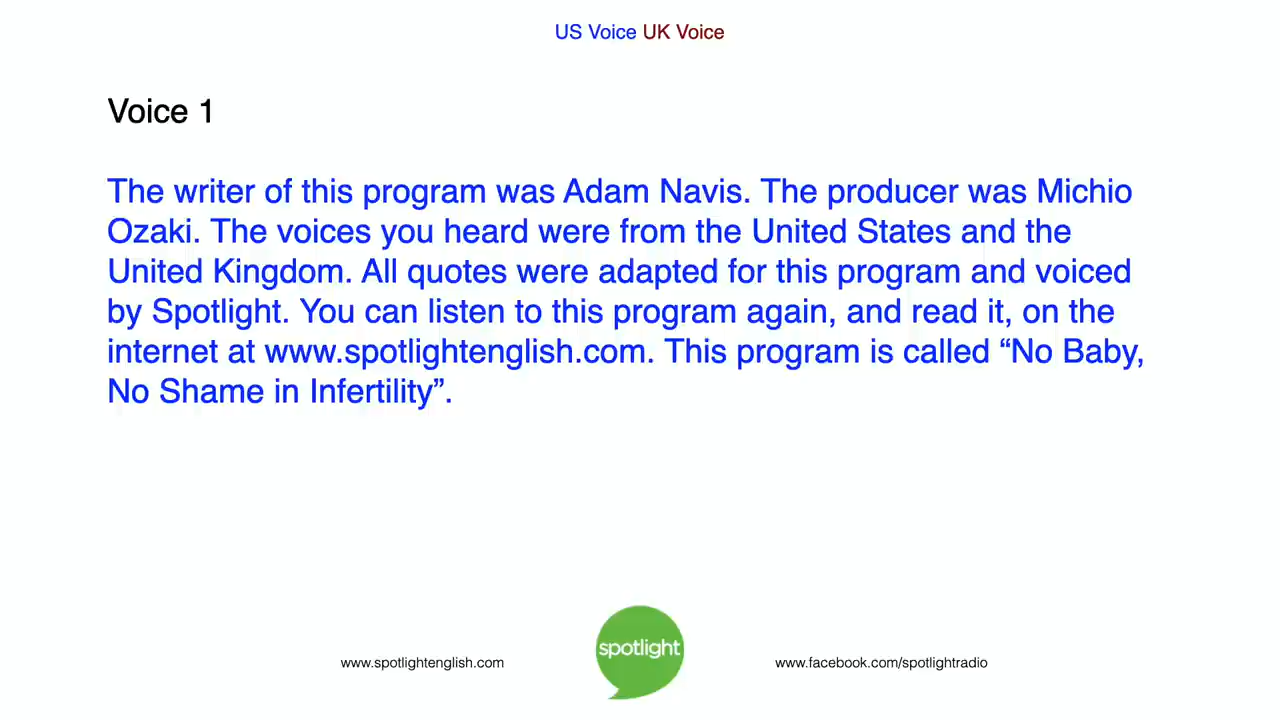 US Voice UK Voice
Voice 1
The writer of this program was Adam Navis. The producer was Michio
Ozaki. The voices you heard were from the United States and the
United Kingdom. All quotes were adapted for this program and voiced
by Spotlight. You can listen to this program again, and read it, on the
internet at www.spotlightenglish.com. This program is called “No Baby,
No Shame in Infertility”.
spotlight
www.spotlightenglish.com
www.facebook.com/spotlightradio